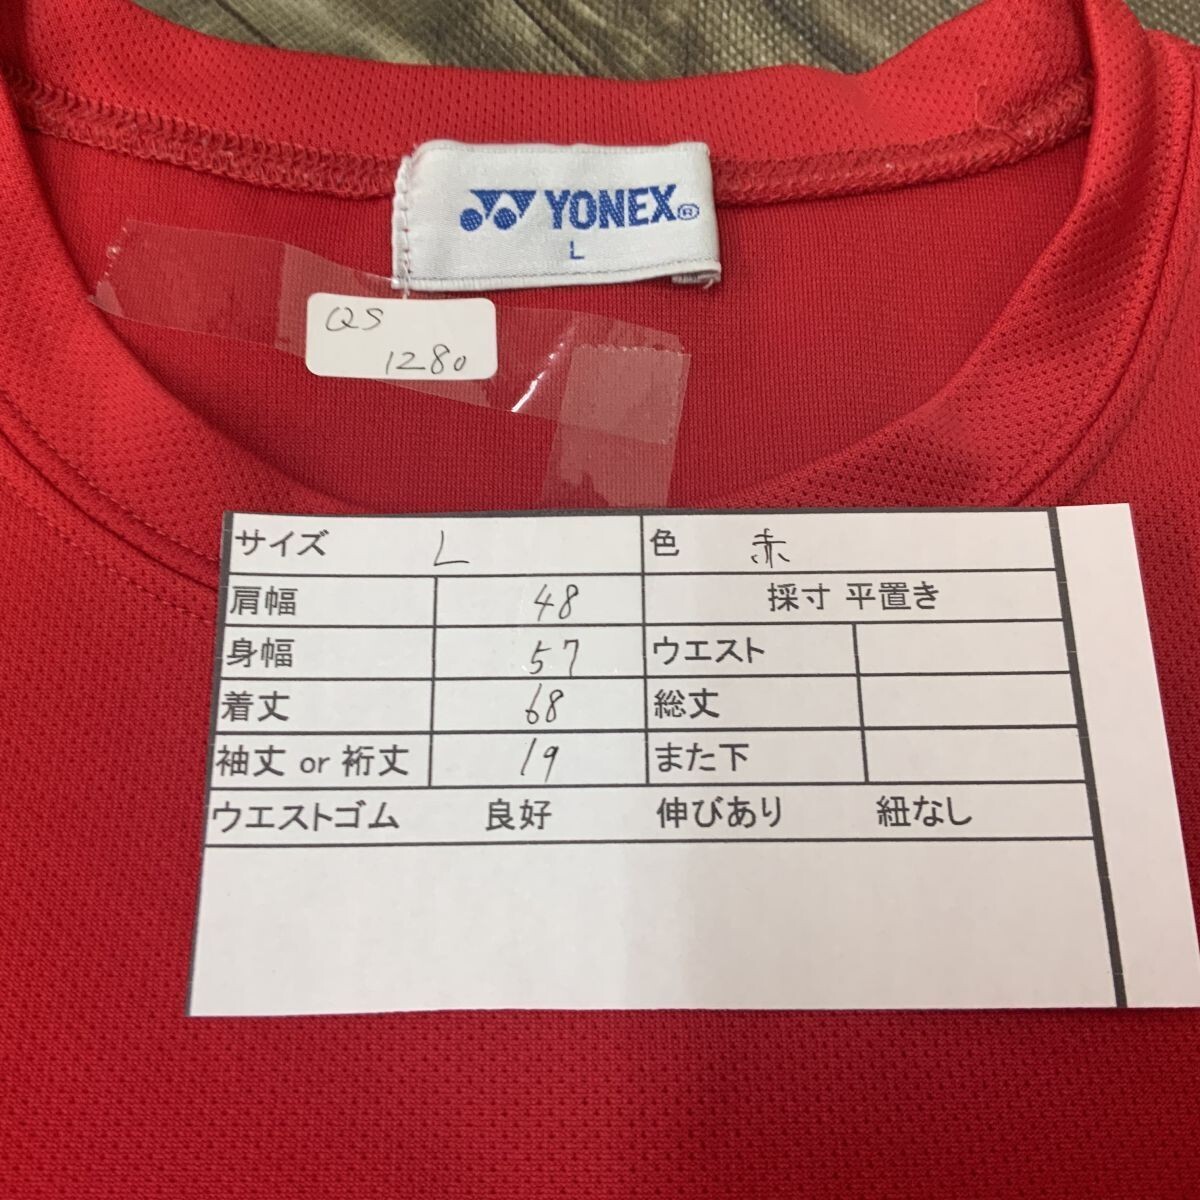 YONEX®
L
QS
1280
サイズ L 色 赤
肩幅 48 採寸 平置き
身幅 57 ウエスト
着丈 68 総丈
袖丈 or 裄丈 19 また下
ウエストゴム 良好 伸びあり 紐なし